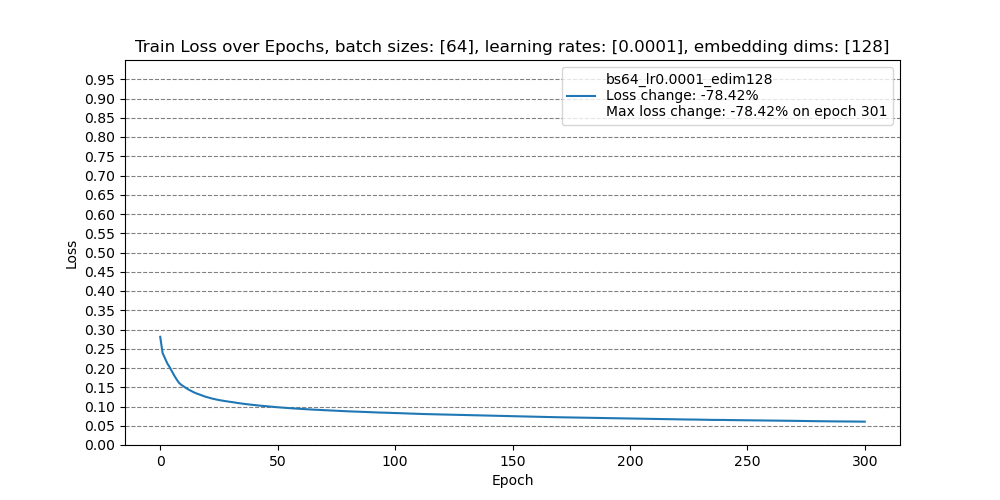 Train Loss over Epochs, batch sizes: [64], learning rates: [0.0001], embedding dims: [128]
bs64_lr0.0001_edim128
Loss change: -78.42%
Max loss change: -78.42% on epoch 301
0.95
0.90
0.85
0.80
0.75
0.70
0.65
0.60
0.55
0.50
0.45
0.40
0.35
0.30
0.25
0.20
0.15
0.10
0.05
0.00
Loss
0 50 100 150 200 250 300
Epoch